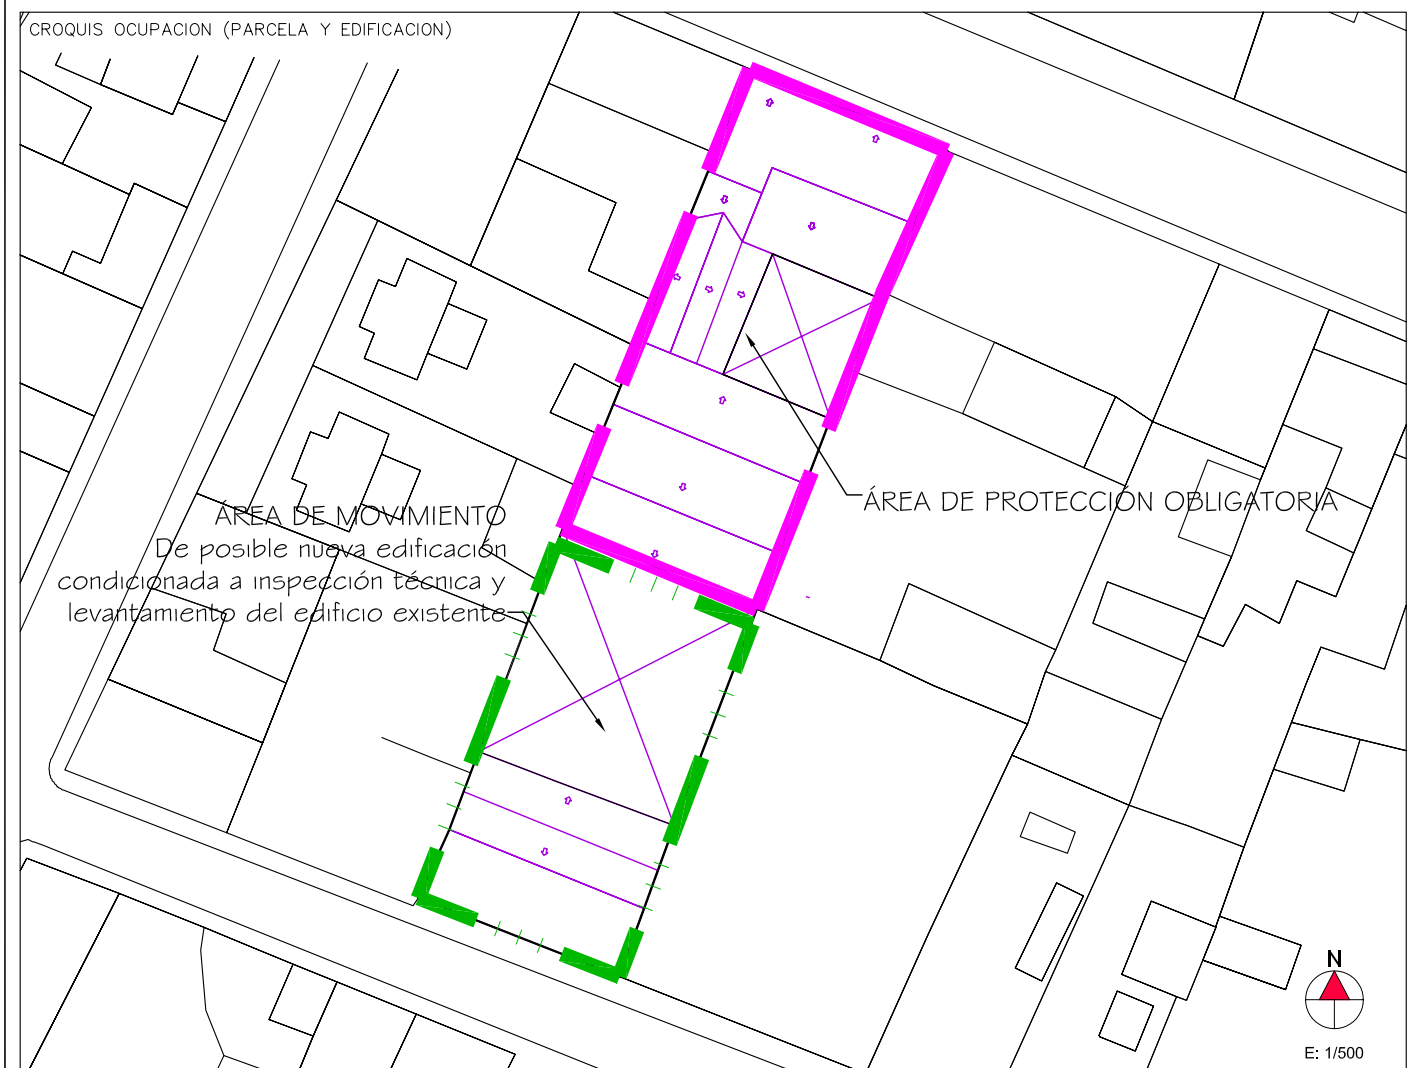 CROQUIS OCUPACION (PARCELA Y EDIFICACION)
ÁREA DE PROTECCIÓN OBLIGATORIA
ÁREA DE MOVIMIENTO
De posible nueva edificación
condicionada a inspección técnica y
levantamiento del edificio existente
N
E: 1/500